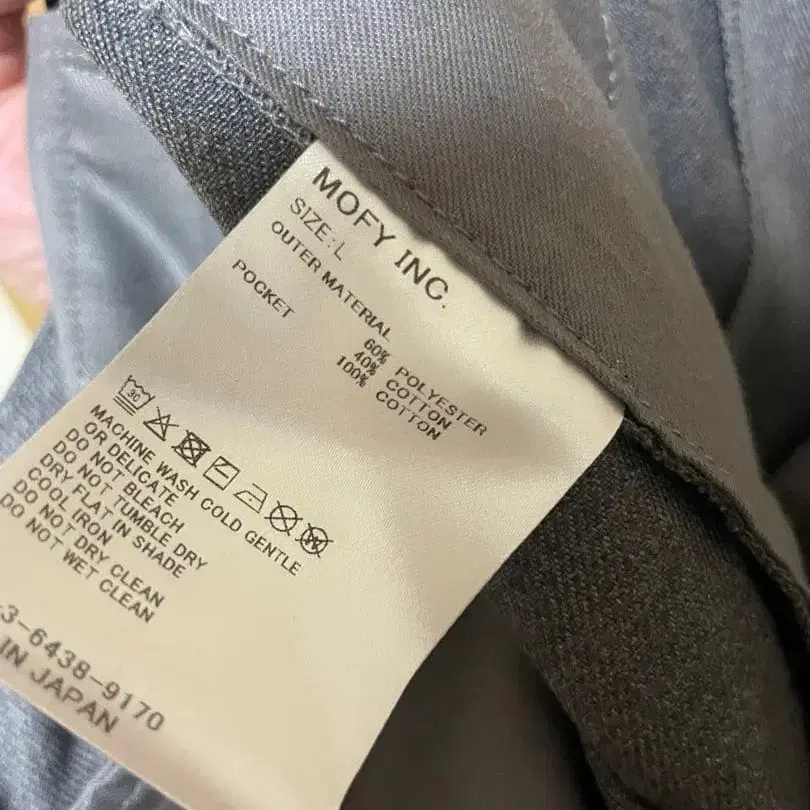 MOFY INC.
SIZE: L
OUTER MATERIAL
60% POLYESTER
40% COTTON
POCKET 100% COTTON
30
MACHINE WASH COLD GENTLE
OR DELICATE
DO NOT BLEACH
DO NOT TUMBLE DRY
DRY FLAT IN SHADE
COOL IRON
DO NOT DRY CLEAN
DO NOT WET CLEAN
3-6438-9170
IN JAPAN